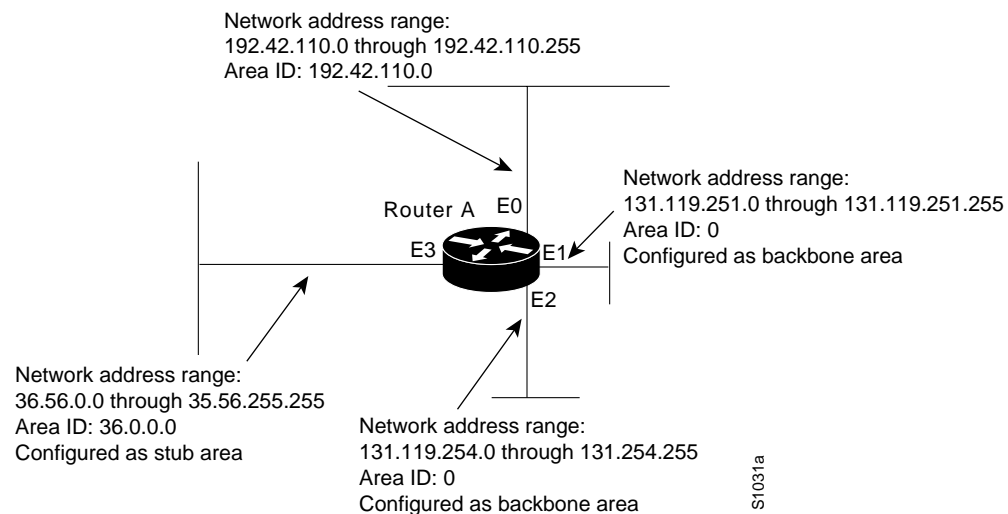 Network address range:
192.42.110.0 through 192.42.110.255
Area ID: 192.42.110.0
Network address range:
131.119.251.0 through 131.119.251.255
Area ID: 0
Configured as backbone area
Router A
E0
E3
E1
E2
Network address range:
36.56.0.0 through 35.56.255.255
Area ID: 36.0.0.0
Configured as stub area
Network address range:
131.119.254.0 through 131.254.255
Area ID: 0
Configured as backbone area
S1031a